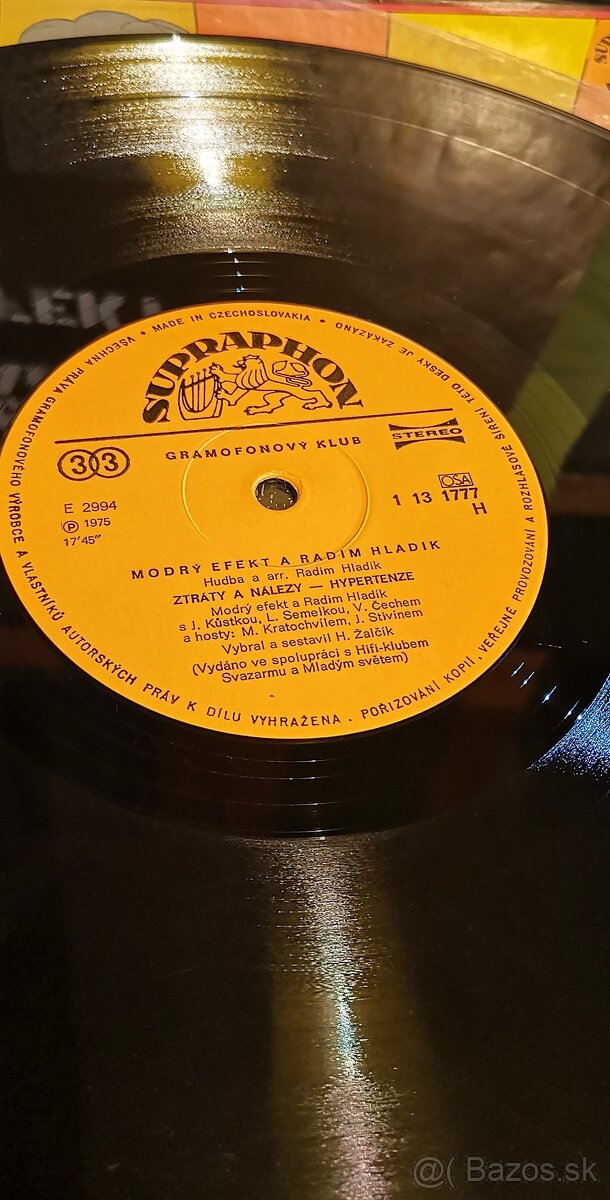 VŠECHNA PRÁVA GRAMOFONOVÉHO VÝROBCE A VLASTNÍKŮ AUTORSKÝCH PRÁV K DÍLU VYHRAŽENA . POŘIZOVÁNÍ KOPIÍ, VEŘEJNÉ PROVOZOVÁNÍ A ROZHLASOVÉ ŠÍŘENÍ TÉTO DESKY JE ZAKÁZÁNO • MADE IN CZECHOSLOVAKIA •
SUPRAPHON
33
GRAMOFONOVÝ KLUB
STEREO
E 2994
℗ 1975
17'45"
OSA
1 13 1777
H
MODRÝ EFEKT A RADIM HLADÍK
Hudba a arr. Radim Hladík
ZTRÁTY A NÁLEZY — HYPERTENZE
Modrý efekt a Radim Hladík
s J. Kůstkou, L. Semelkou, V. Čechem
a hosty: M. Kratochvílem, J. Stivínem
Vybral a sestavil H. Žalčík
(Vydáno ve spolupráci s Hifi-klubem
Svazarmu a Mladým světem)
@( Bazos.sk